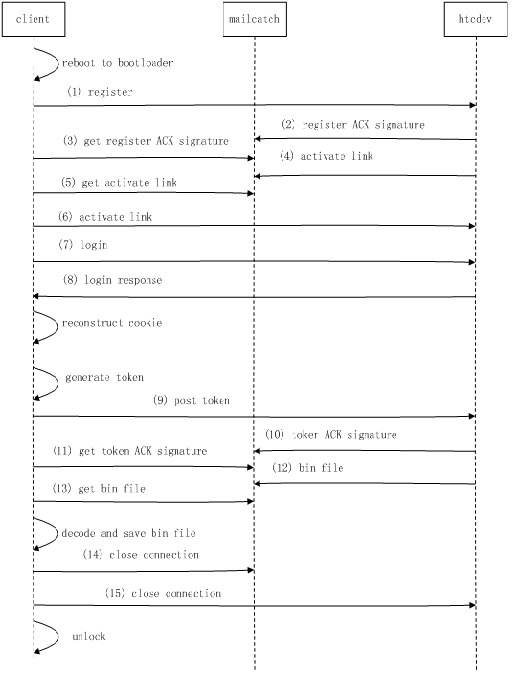 client
mailcatch
htcdev
reboot to bootloader
(1) register
(2) register ACK signature
(3) get register ACK signature
(4) activate link
(5) get activate link
(6) activate link
(7) login
(8) login response
reconstruct cookie
generate token
(9) post token
(10) token ACK signature
(11) get token ACK signature
(12) bin file
(13) get bin file
decode and save bin file
(14) close connection
(15) close connection
unlock